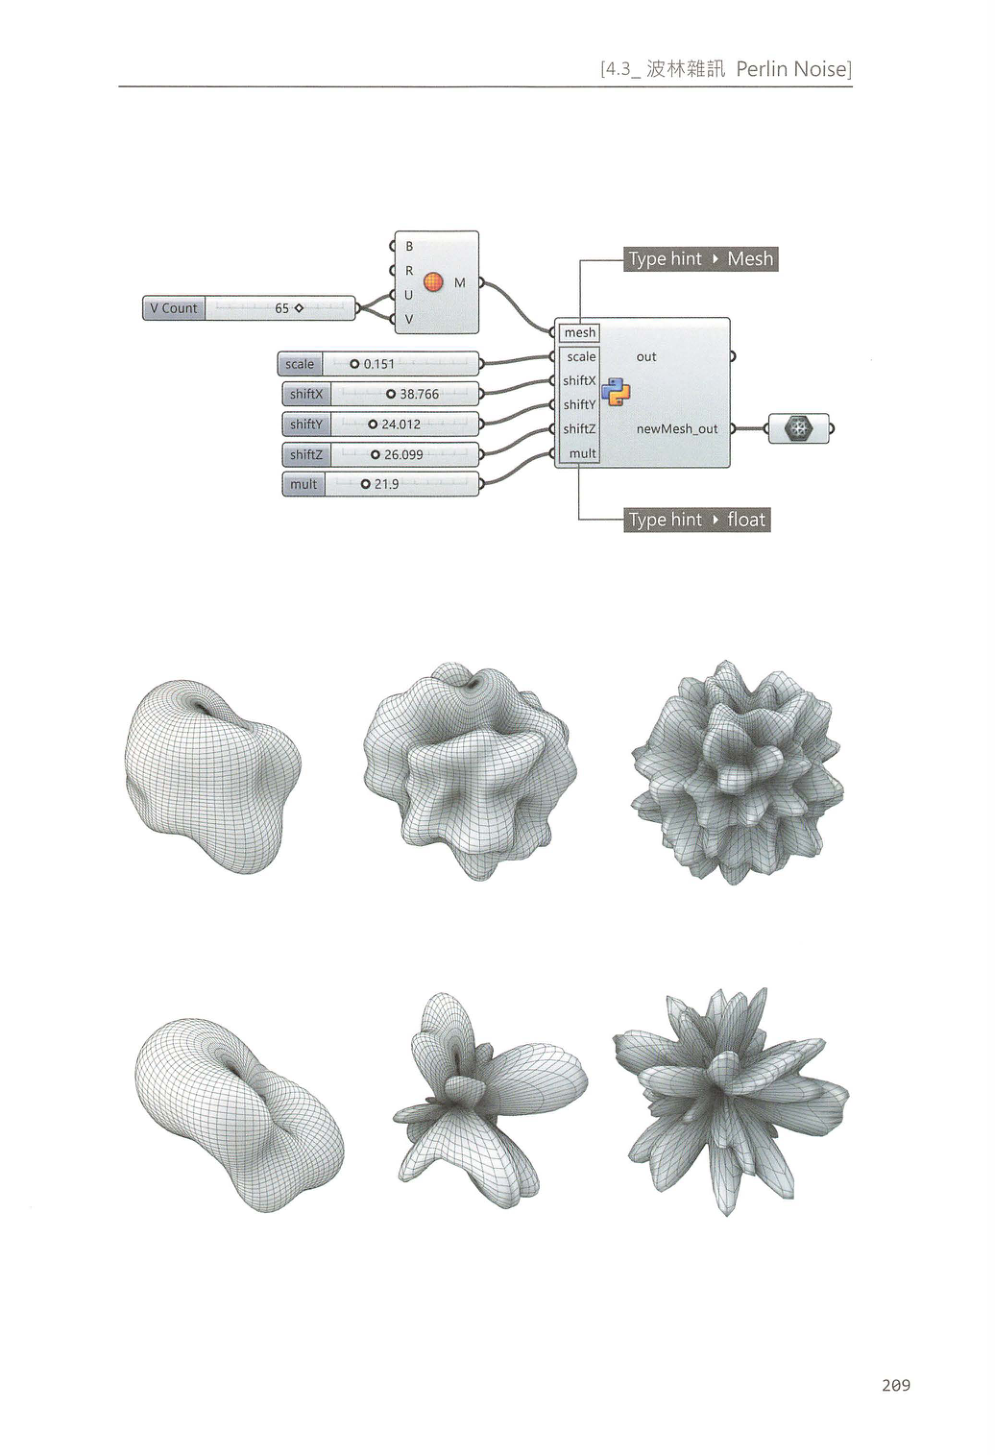 [4.3_ 波林雜訊 Perlin Noise]
B
R
U
V
M
V Count 65
Type hint ▸ Mesh
mesh
scale
shiftX
shiftY
shiftZ
mult
out
newMesh_out
scale 0.151
shiftX 38.766
shiftY 24.012
shiftZ 26.099
mult 21.9
Type hint ▸ float
209